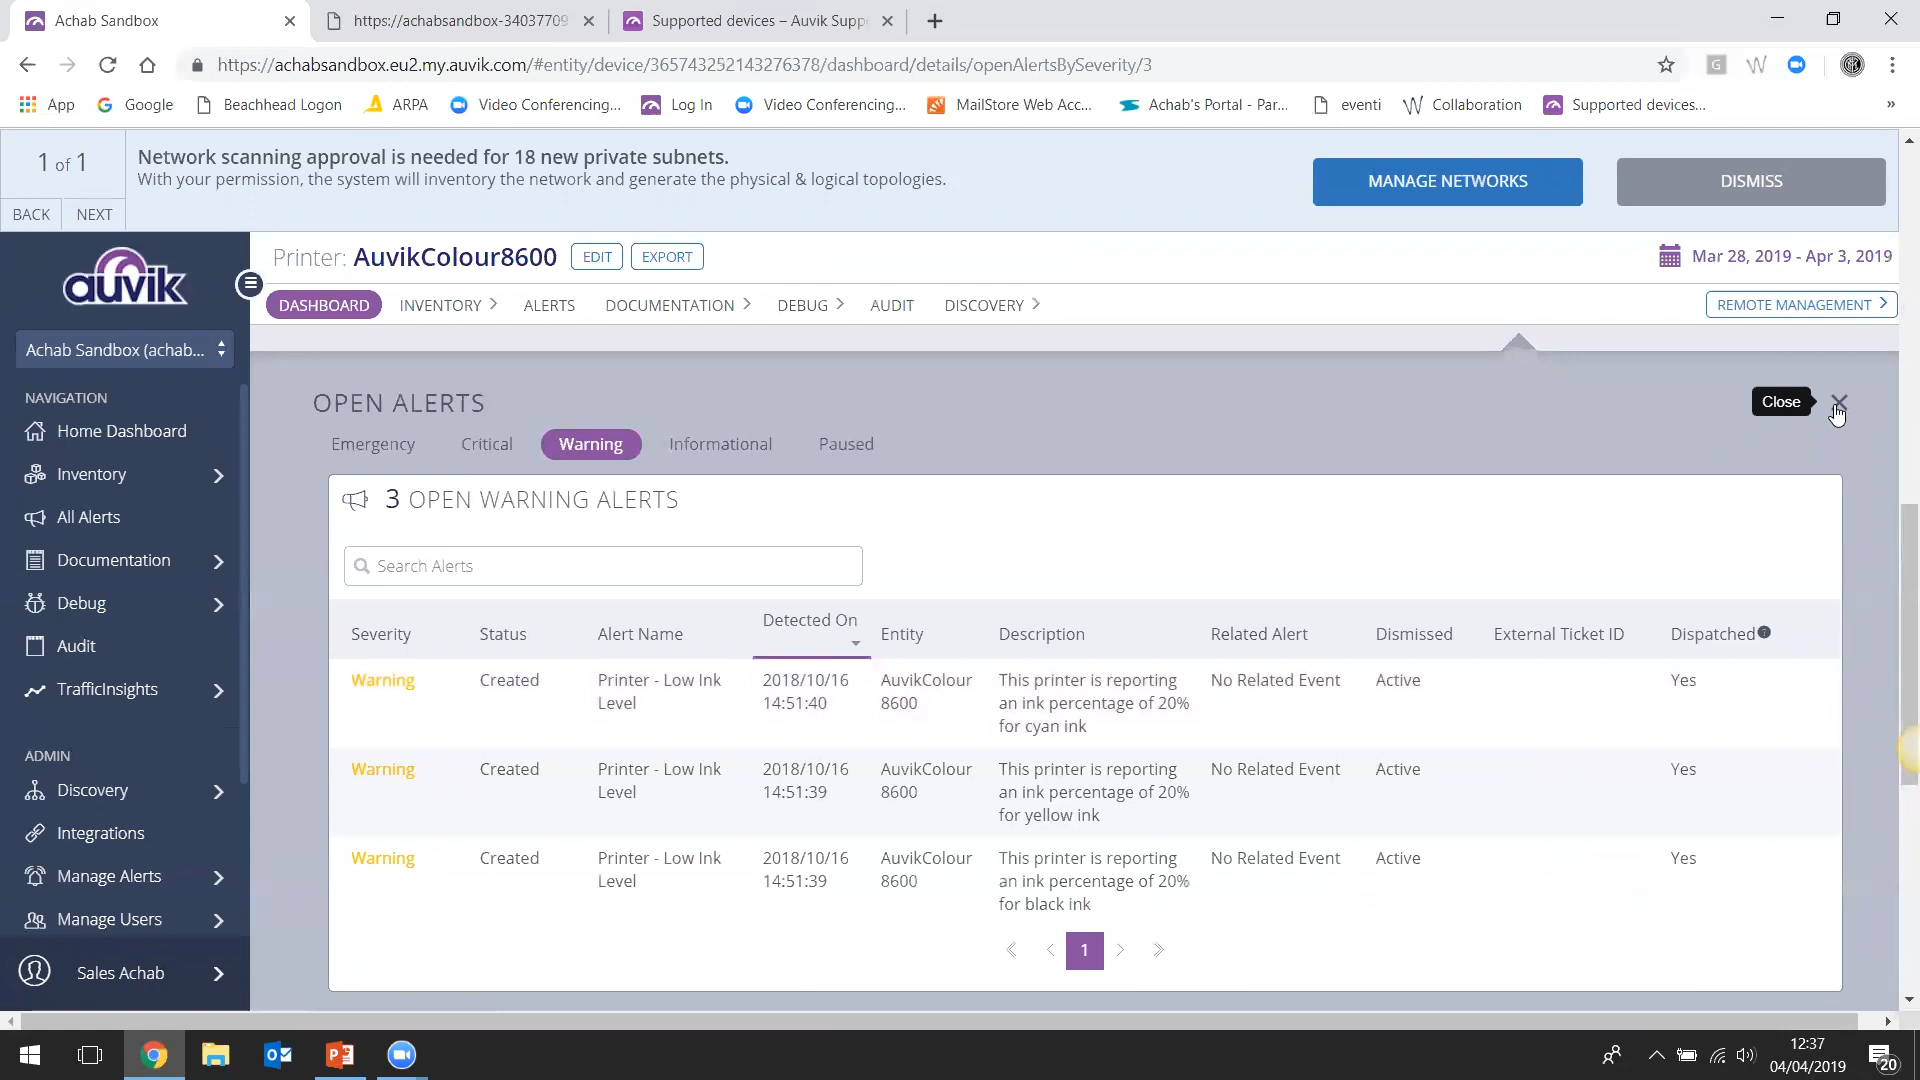 Achab Sandbox
https://achabsandbox-34037709
Supported devices – Auvik Supp
https://achabsandbox.eu2.my.auvik.com/#entity/device/365743252143276378/dashboard/details/openAlertsBySeverity/3
App
Google
Beachhead Logon
ARPA
Video Conferencing...
Log In
Video Conferencing...
MailStore Web Acc...
Achab's Portal - Par...
eventi
Collaboration
Supported devices...
»
1 of 1
BACK
NEXT
Network scanning approval is needed for 18 new private subnets.
With your permission, the system will inventory the network and generate the physical & logical topologies.
MANAGE NETWORKS
DISMISS
auvik
Achab Sandbox (achab...
NAVIGATION
Home Dashboard
Inventory
All Alerts
Documentation
Debug
Audit
TrafficInsights
ADMIN
Discovery
Integrations
Manage Alerts
Manage Users
Sales Achab
Printer: AuvikColour8600
EDIT
EXPORT
Mar 28, 2019 - Apr 3, 2019
DASHBOARD
INVENTORY
ALERTS
DOCUMENTATION
DEBUG
AUDIT
DISCOVERY
REMOTE MANAGEMENT
OPEN ALERTS
Close
Emergency
Critical
Warning
Informational
Paused
3 OPEN WARNING ALERTS
Search Alerts
Severity
Status
Alert Name
Detected On
Entity
Description
Related Alert
Dismissed
External Ticket ID
Dispatched
Warning
Created
Printer - Low Ink
Level
2018/10/16
14:51:40
AuvikColour
8600
This printer is reporting
an ink percentage of 20%
for cyan ink
No Related Event
Active
Yes
Warning
Created
Printer - Low Ink
Level
2018/10/16
14:51:39
AuvikColour
8600
This printer is reporting
an ink percentage of 20%
for yellow ink
No Related Event
Active
Yes
Warning
Created
Printer - Low Ink
Level
2018/10/16
14:51:39
AuvikColour
8600
This printer is reporting
an ink percentage of 20%
for black ink
No Related Event
Active
Yes
1
12:37
04/04/2019
20